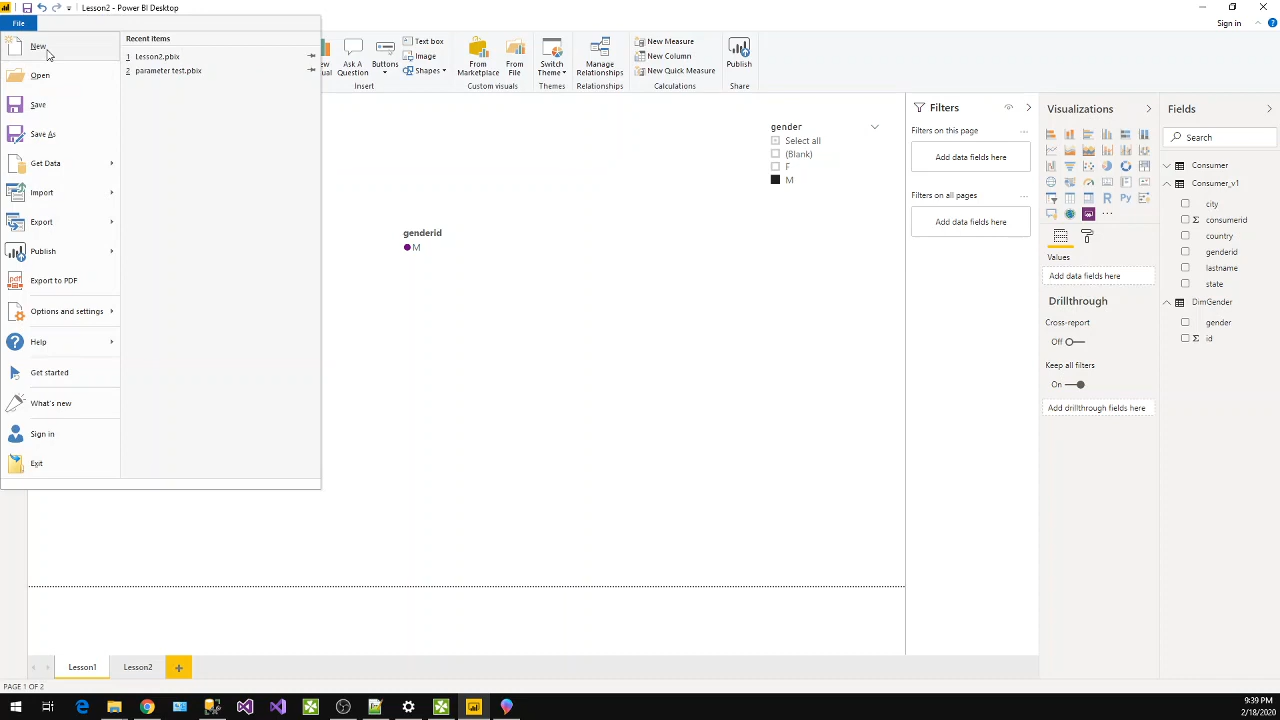 Lesson2 - Power BI Desktop
File
Sign in
New
Open
Save
Save As
Get Data
Import
Export
Publish
Export to PDF
Options and settings
Help
Get started
What's new
Sign in
Exit
Recent items
1 Lesson2.pbix
2 parameter test.pbix
Ask A
Question
Buttons
Text box
Image
Shapes
Insert
From
Marketplace
From
File
Custom visuals
Switch
Theme
Themes
Manage
Relationships
Relationships
New Measure
New Column
New Quick Measure
Calculations
Publish
Share
gender
Select all
(Blank)
F
M
genderid
M
Filters
Filters on this page
Add data fields here
Filters on all pages
Add data fields here
Visualizations
R
Py
Values
Add data fields here
Drillthrough
Cross-report
Off
Keep all filters
On
Add drillthrough fields here
Fields
Search
Consumer
Consumer_v1
city
Σ consumerid
country
genderid
lastname
state
DimGender
gender
Σ id
Lesson1
Lesson2
PAGE 1 OF 2
9:39 PM
2/18/2020